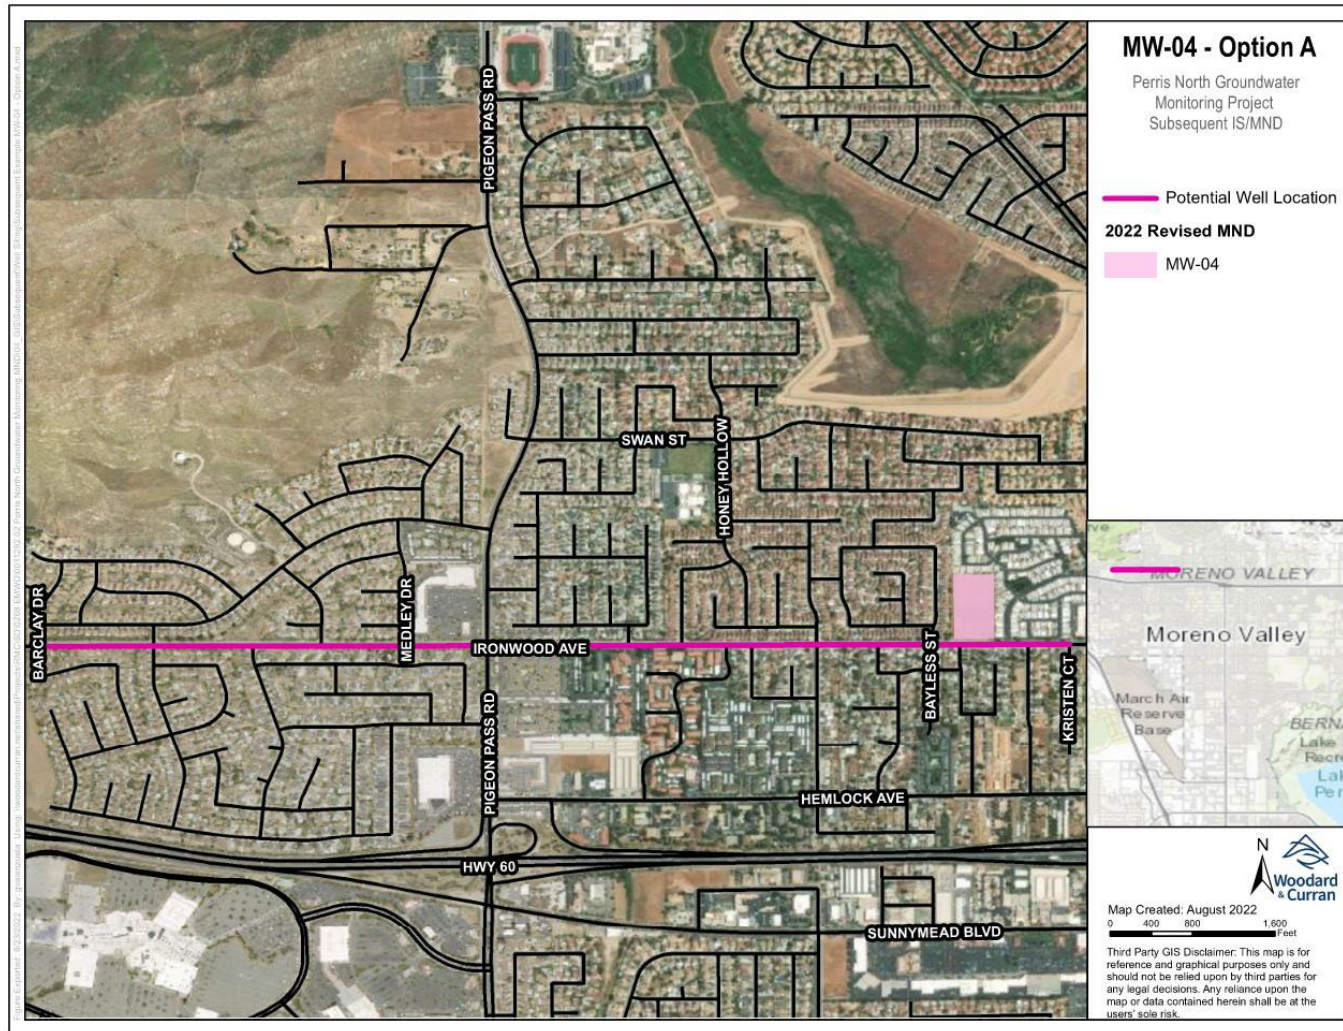 MW-04 - Option A
Perris North Groundwater
Monitoring Project
Subsequent IS/MND
Potential Well Location
2022 Revised MND
MW-04
PIGEON PASS RD
SWAN ST
HONEY HOLLOW
BARCLAY DR
MEDLEY DR
IRONWOOD AVE
BAYLESS ST
KRISTEN CT
PIGEON PASS RD
HEMLOCK AVE
HWY 60
SUNNYMEAD BLVD
MORENO VALLEY
Moreno Valley
March Air
Reserve
Base
Lake
N
Woodard
& Curran
Map Created: August 2022
0 400 800 1,600
Feet
Third Party GIS Disclaimer: This map is for
reference and graphical purposes only and
should not be relied upon by third parties for
any legal decisions. Any reliance upon the
map or data contained herein shall be at the
users' sole risk.